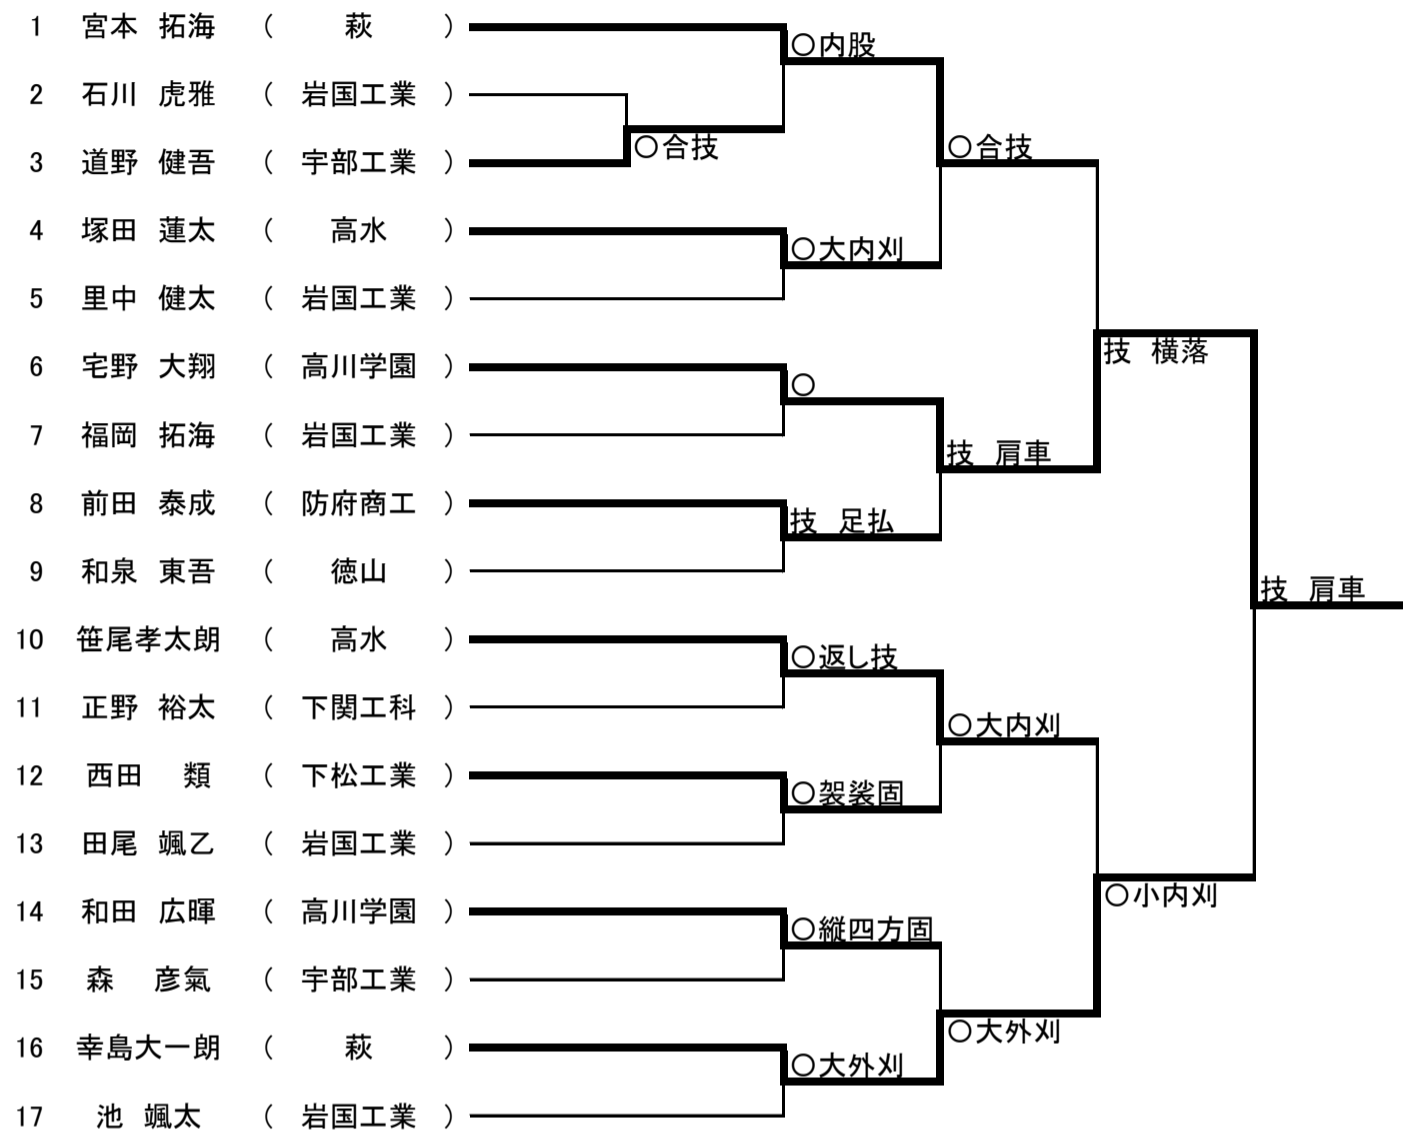 1 宮本 拓海 ( 萩 )
○内股
2 石川 虎雅 ( 岩国工業 )
○合技
○合技
3 道野 健吾 ( 宇部工業 )
4 塚田 蓮太 ( 高水 )
○大内刈
5 里中 健太 ( 岩国工業 )
技 横落
6 宅野 大翔 ( 高川学園 )
○
7 福岡 拓海 ( 岩国工業 )
技 肩車
8 前田 泰成 ( 防府商工 )
技 足払
9 和泉 東吾 ( 徳山 )
技 肩車
10 笹尾孝太朗 ( 高水 )
○返し技
11 正野 裕太 ( 下関工科 )
○大内刈
12 西田 類 ( 下松工業 )
○袈裟固
13 田尾 颯乙 ( 岩国工業 )
○小内刈
14 和田 広暉 ( 高川学園 )
○縦四方固
15 森 彦氣 ( 宇部工業 )
○大外刈
16 幸島大一朗 ( 萩 )
○大外刈
17 池 颯太 ( 岩国工業 )